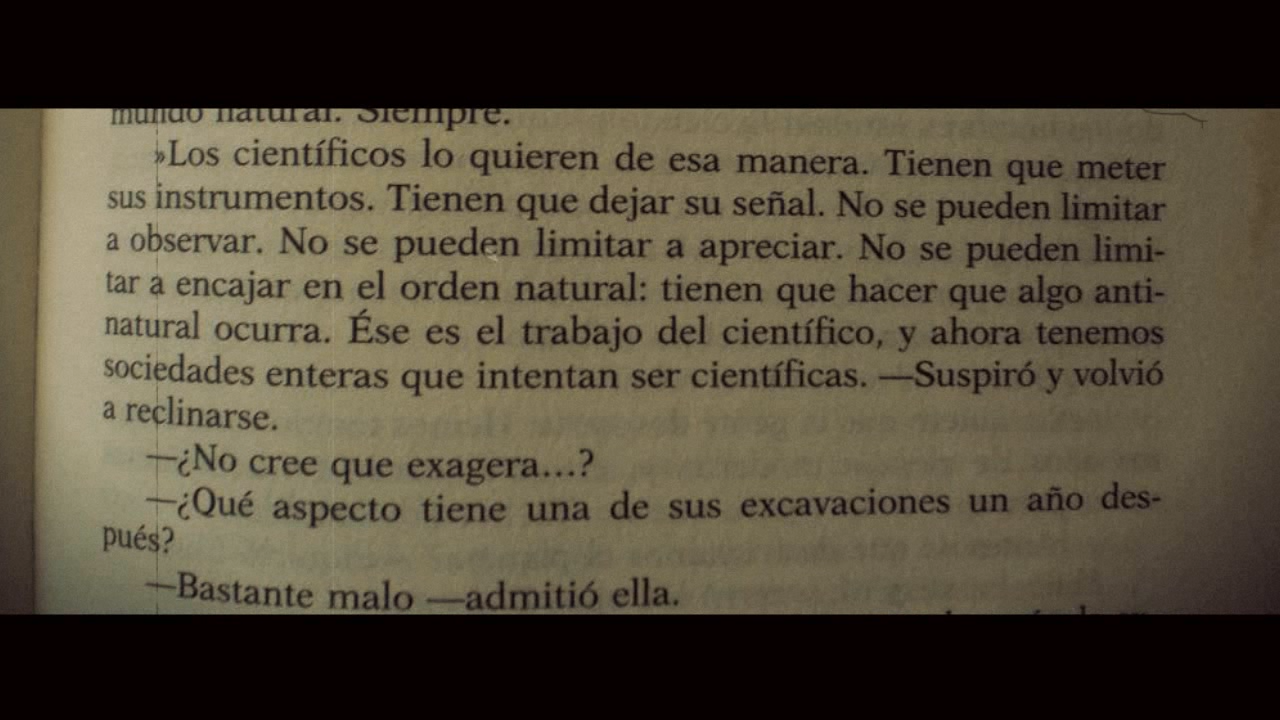 mundo natural. Siempre.
»Los científicos lo quieren de esa manera. Tienen que meter
sus instrumentos. Tienen que dejar su señal. No se pueden limitar
a observar. No se pueden limitar a apreciar. No se pueden limi-
tar a encajar en el orden natural: tienen que hacer que algo anti-
natural ocurra. Ése es el trabajo del científico, y ahora tenemos
sociedades enteras que intentan ser científicas. —Suspiró y volvió
a reclinarse.
—¿No cree que exagera...?
—¿Qué aspecto tiene una de sus excavaciones un año des-
pués?
—Bastante malo —admitió ella.